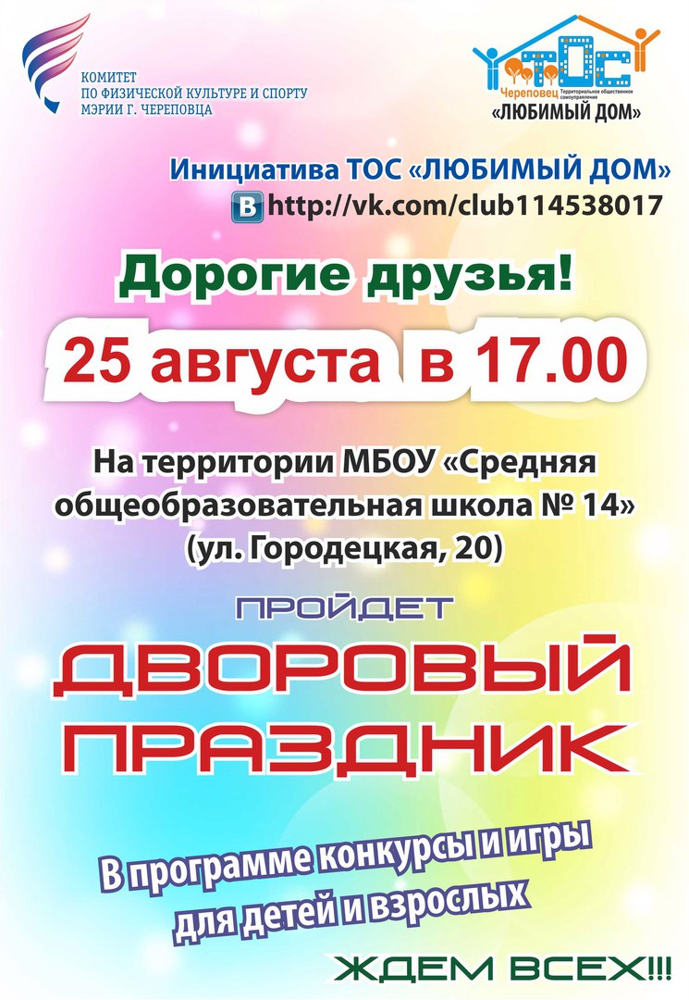 КОМИТЕТ
ПО ФИЗИЧЕСКОЙ КУЛЬТУРЕ И СПОРТУ
МЭРИИ Г. ЧЕРЕПОВЦА
ТОС
Череповец Территориальное общественное
самоуправление
«ЛЮБИМЫЙ ДОМ»
Инициатива ТОС «ЛЮБИМЫЙ ДОМ»
В http://vk.com/club114538017
Дорогие друзья!
25 августа в 17.00
На территории МБОУ «Средняя
общеобразовательная школа № 14»
(ул. Городецкая, 20)
ПРОЙДЕТ
ДВОРОВЫЙ
ПРАЗДНИК
В программе конкурсы и игры
для детей и взрослых
ЖДЕМ ВСЕХ!!!